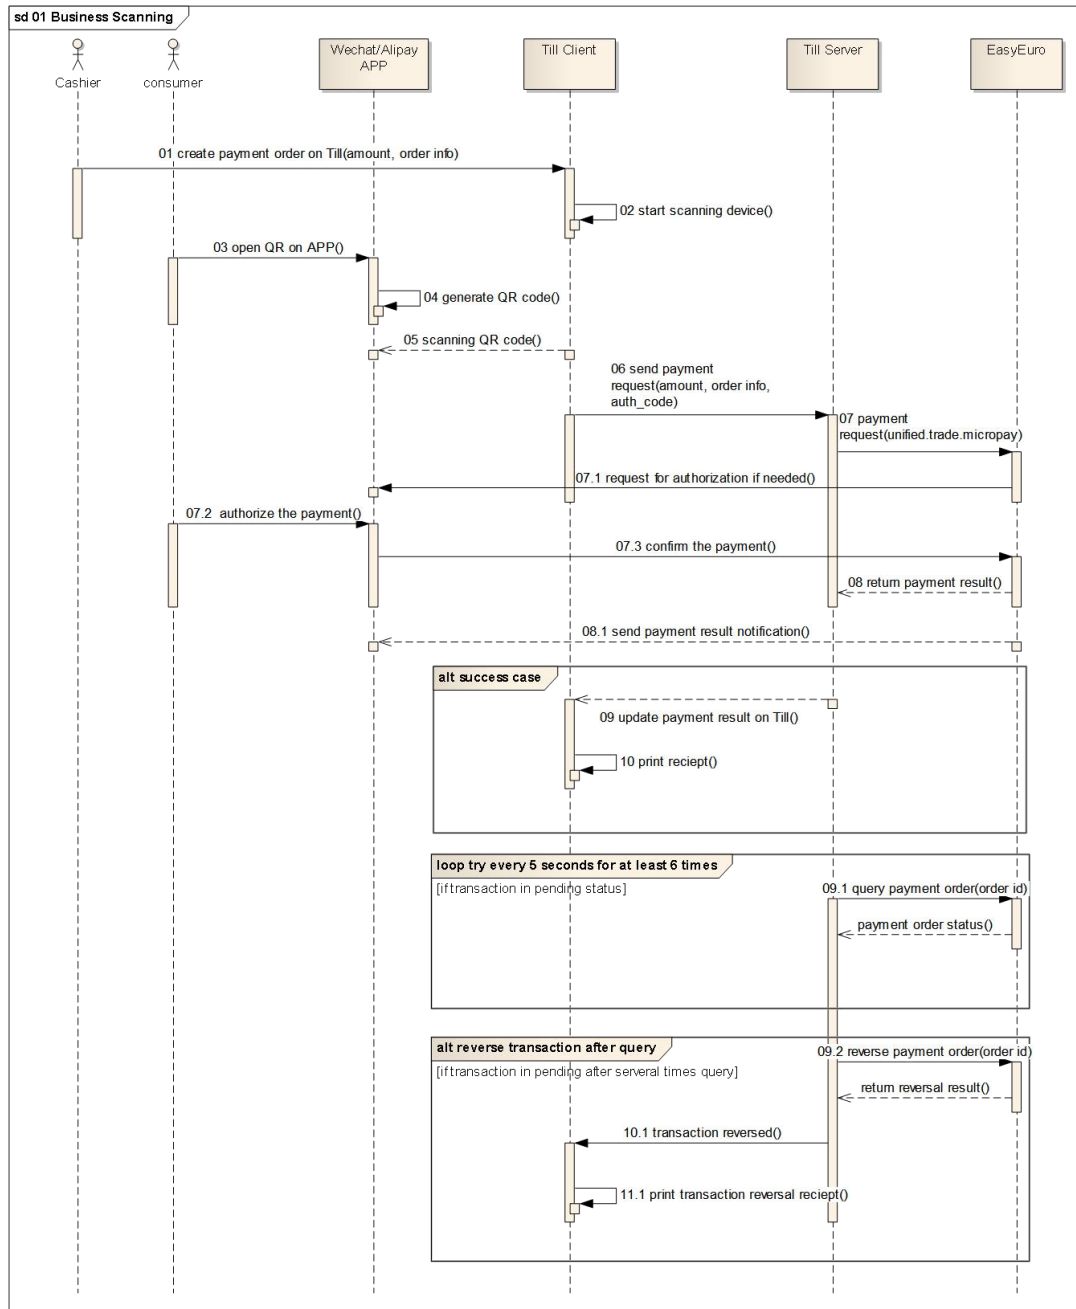 sd 01 Business Scanning
Cashier
consumer
Wechat/Alipay
APP
Till Client
Till Server
EasyEuro
01 create payment order on Till(amount, order info)
02 start scanning device()
03 open QR on APP()
04 generate QR code()
05 scanning QR code()
06 send payment
request(amount, order info,
auth_code)
07 payment
request(unified.trade.micropay)
07.1 request for authorization if needed()
07.2 authorize the payment()
07.3 confirm the payment()
08 return payment result()
08.1 send payment result notification()
alt success case
09 update payment result on Till()
10 print reciept()
loop try every 5 seconds for at least 6 times
[if transaction in pending status]
09.1 query payment order(order id)
payment order status()
alt reverse transaction after query
09.2 reverse payment order(order id)
[if transaction in pending after serveral times query]
return reversal result()
10.1 transaction reversed()
11.1 print transaction reversal reciept()